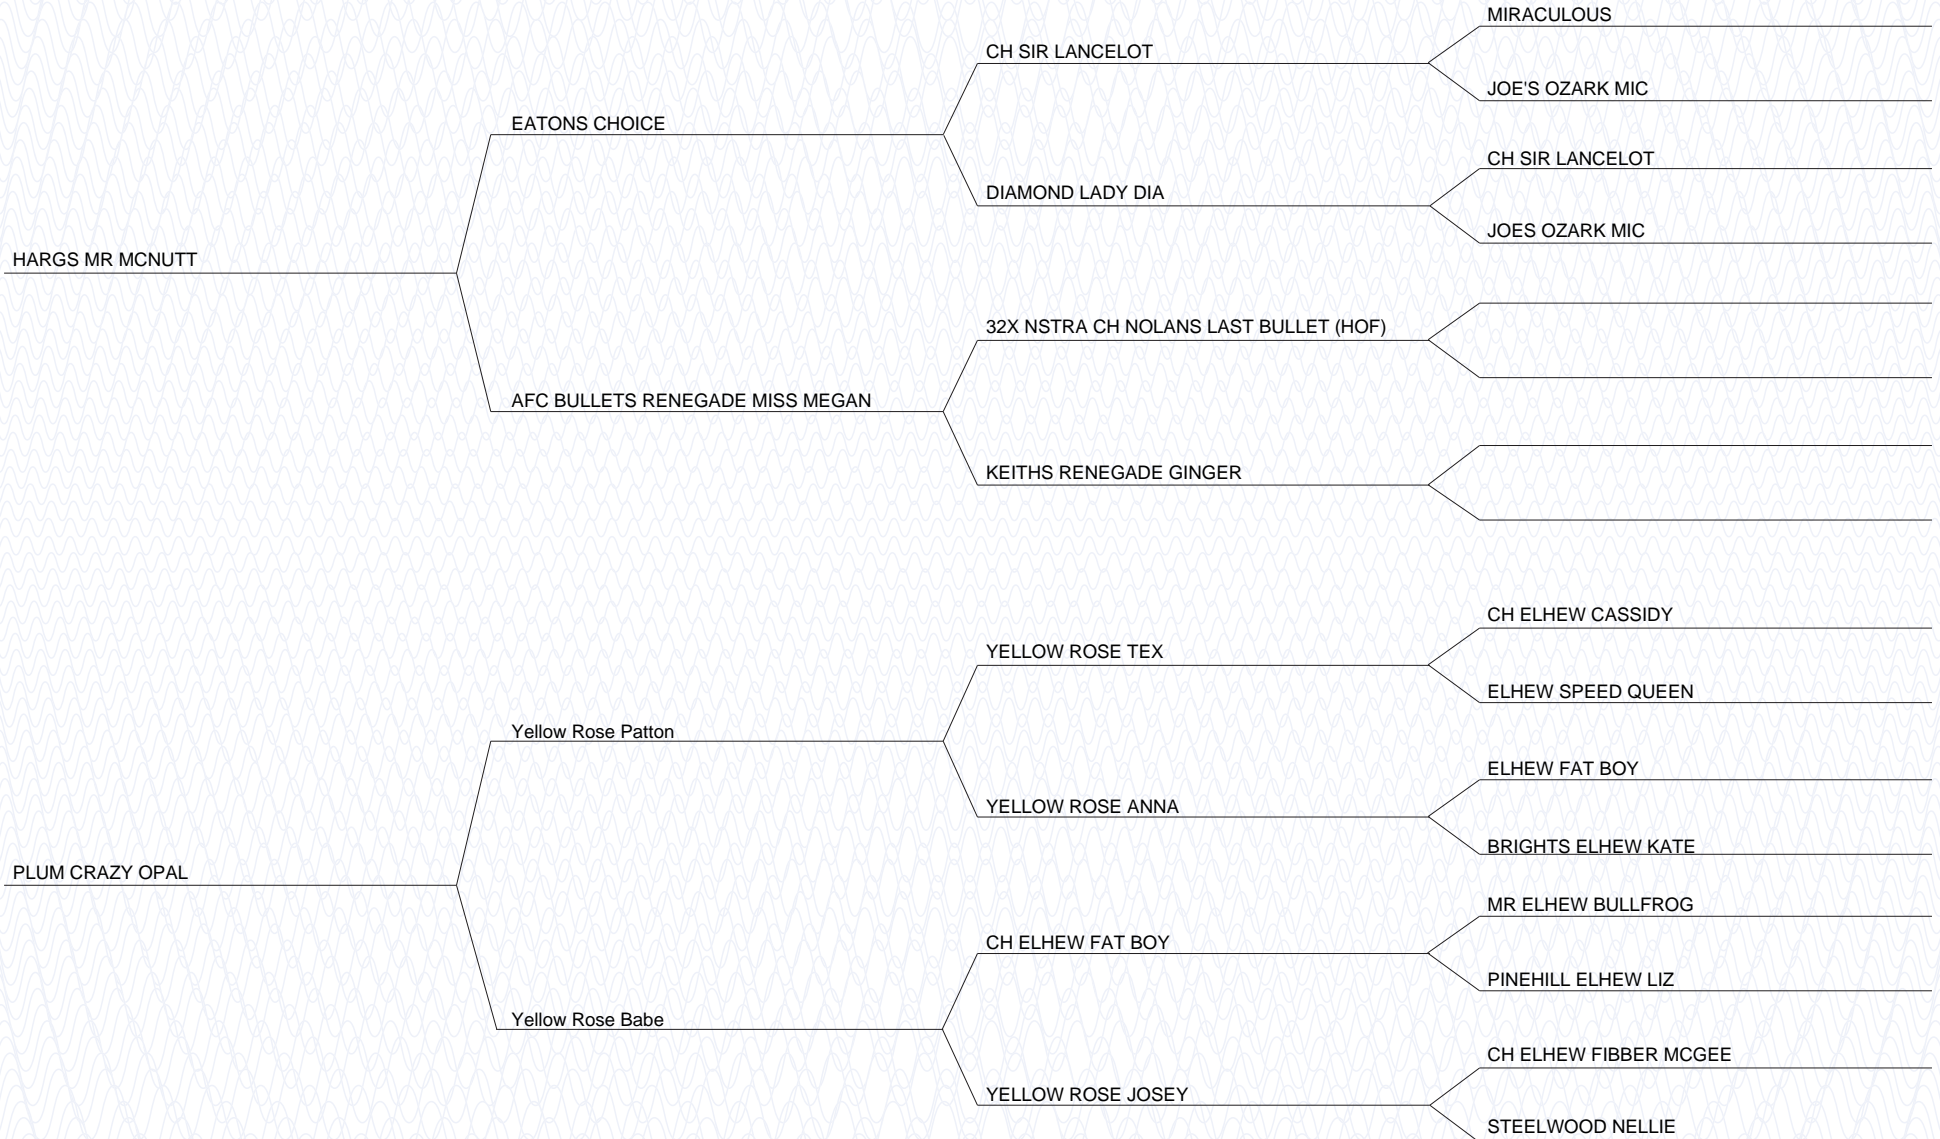 MIRACULOUS
CH SIR LANCELOT
JOE'S OZARK MIC
EATONS CHOICE
CH SIR LANCELOT
DIAMOND LADY DIA
JOES OZARK MIC
HARGS MR MCNUTT
32X NSTRA CH NOLANS LAST BULLET (HOF)
AFC BULLETS RENEGADE MISS MEGAN
KEITHS RENEGADE GINGER
CH ELHEW CASSIDY
YELLOW ROSE TEX
ELHEW SPEED QUEEN
Yellow Rose Patton
ELHEW FAT BOY
YELLOW ROSE ANNA
BRIGHTS ELHEW KATE
PLUM CRAZY OPAL
MR ELHEW BULLFROG
CH ELHEW FAT BOY
PINEHILL ELHEW LIZ
Yellow Rose Babe
CH ELHEW FIBBER MCGEE
YELLOW ROSE JOSEY
STEELWOOD NELLIE